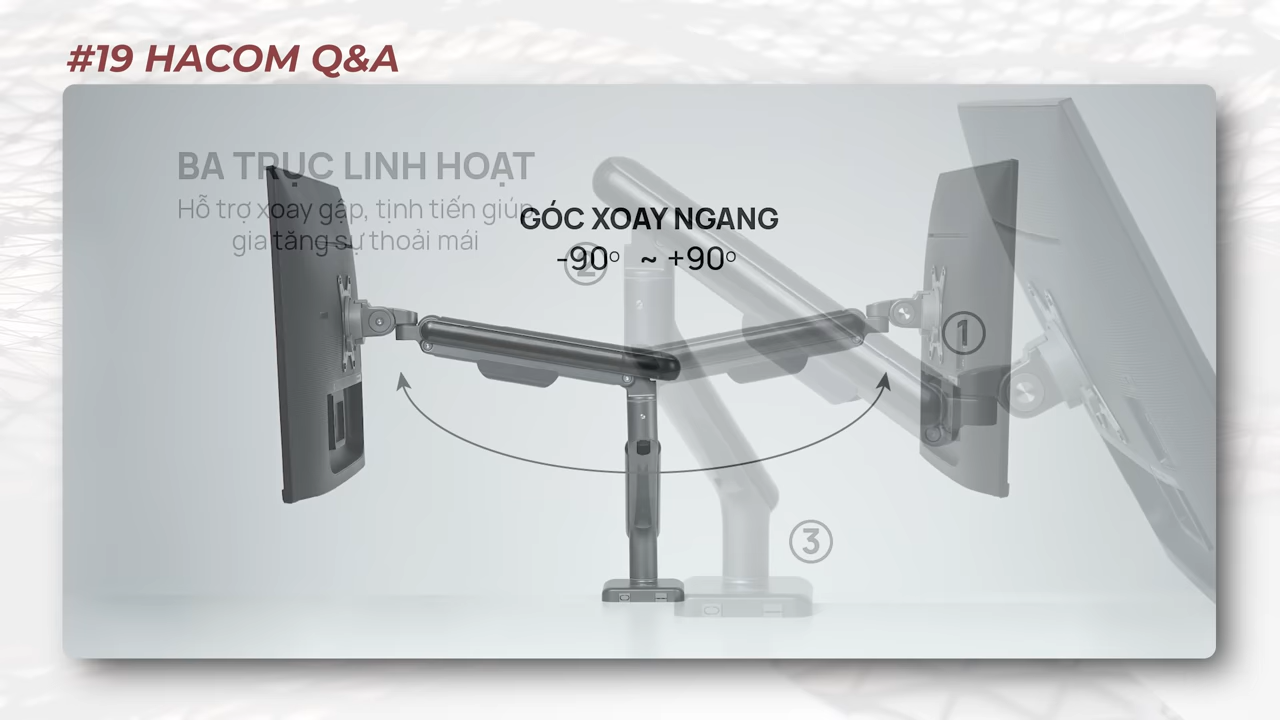 #19 HACOM Q&A
BA TRỤC LINH HOẠT
Hỗ trợ xoay gập, tịnh tiến giúp
gia tăng sự thoải mái
GÓC XOAY NGANG
-90° ~ +90°
2
1
3